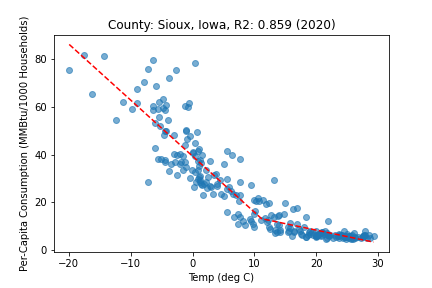 County: Sioux, Iowa, R2: 0.859 (2020)
Per-Capita Consumption (MMBtu/1000 Households)
80
60
40
20
0
−20 −10 0 10 20 30
Temp (deg C)